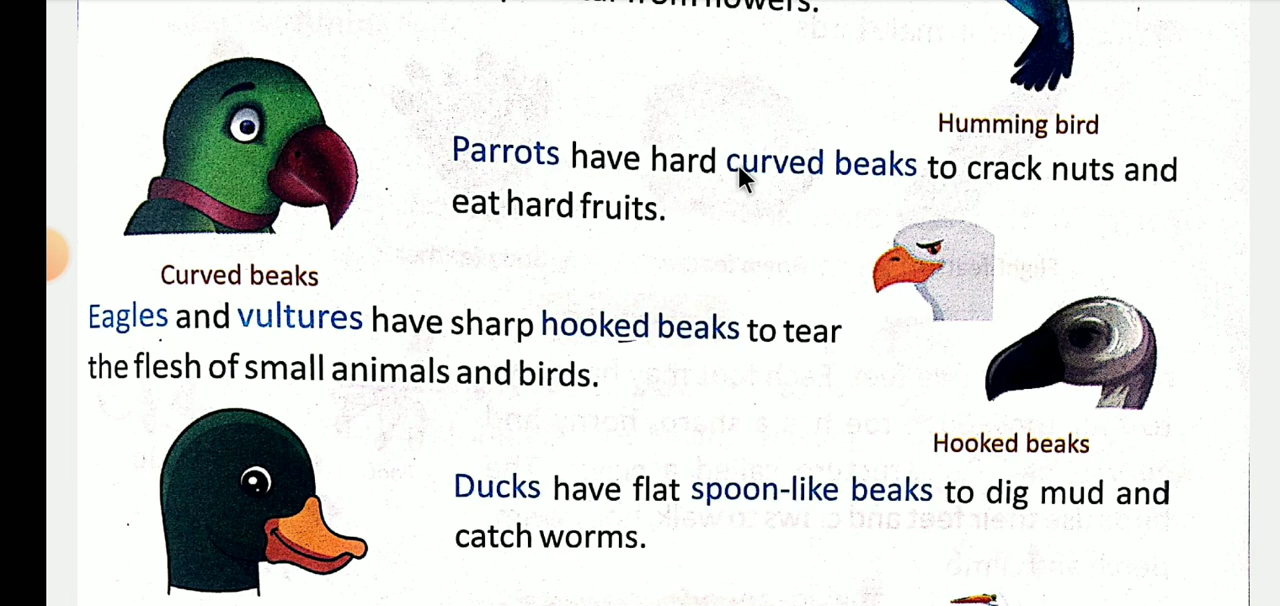 from flowers.
Humming bird
Parrots have hard curved beaks to crack nuts and
eat hard fruits.
Curved beaks
Eagles and vultures have sharp hooked beaks to tear
the flesh of small animals and birds.
Hooked beaks
Ducks have flat spoon-like beaks to dig mud and
catch worms.